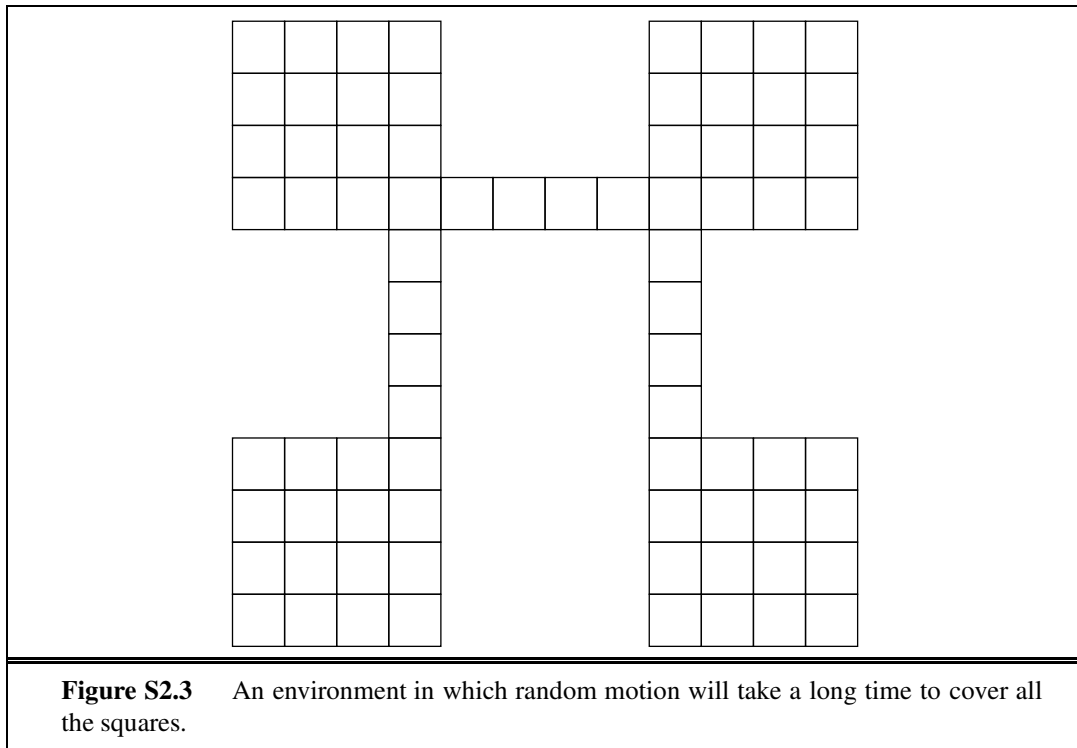 Figure S2.3 An environment in which random motion will take a long time to cover all
the squares.